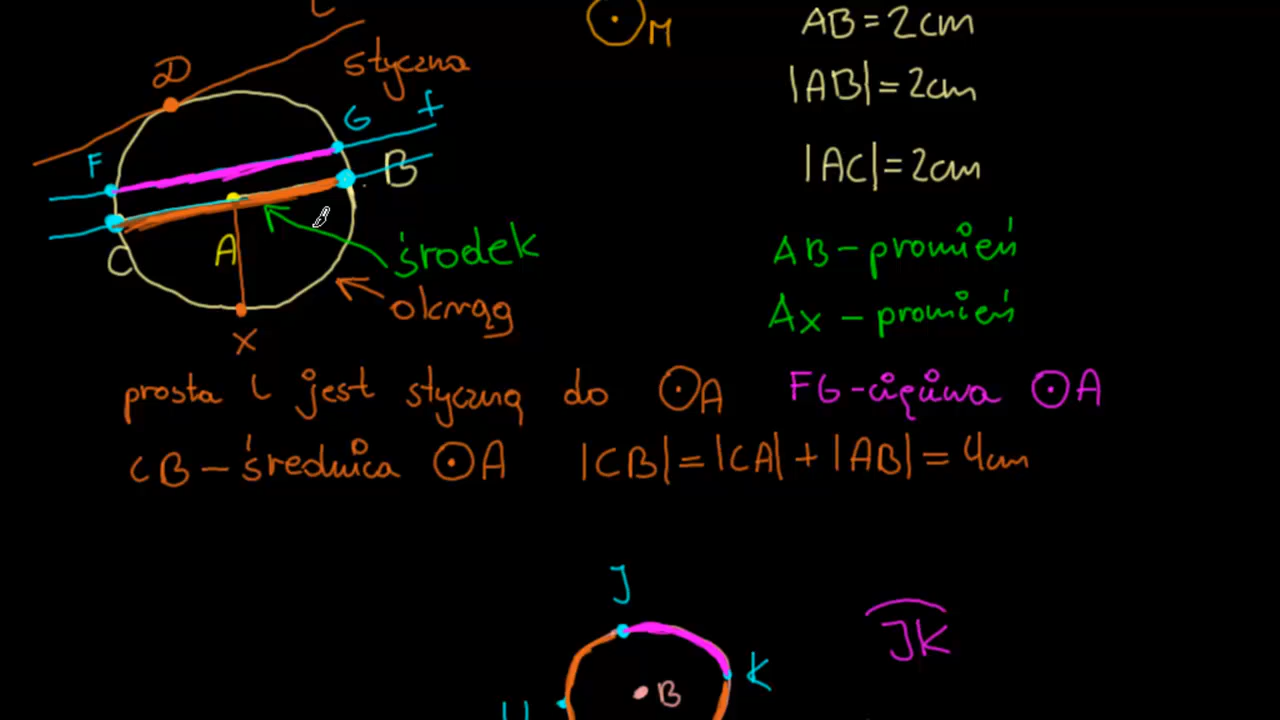 l
D
styczna
M
AB = 2cm
|AB| = 2cm
G
f
F
B
|AC| = 2cm
A
C
środek
AB - promień
okrąg
AX - promień
X
prosta l jest styczną do ⊙A
FG - cięciwa ⊙A
CB - średnica ⊙A
|CB| = |CA| + |AB| = 4cm
J
JK
K
B